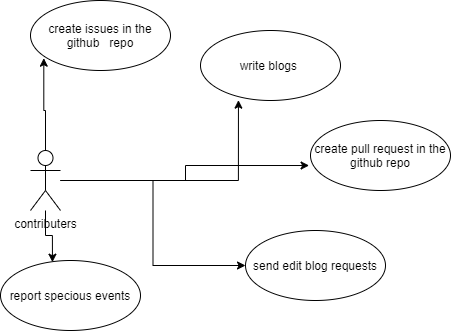 create issues in the
github repo
write blogs
create pull request in the
github repo
contributers
send edit blog requests
report specious events